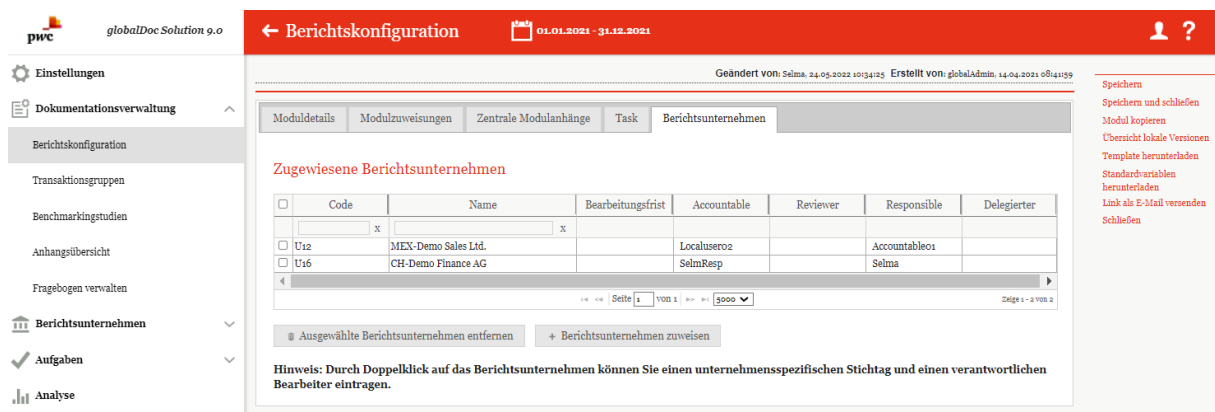 pwc
globalDoc Solution 9.0
← Berichtskonfiguration
01.01.2021 - 31.12.2021
?
Einstellungen
Dokumentationsverwaltung
Berichtskonfiguration
Transaktionsgruppen
Benchmarkingstudien
Anhangsübersicht
Fragebogen verwalten
Berichtsunternehmen
Aufgaben
Analyse
Geändert von: Selma, 24.05.2022 10:34:25 Erstellt von: globalAdmin, 14.04.2021 08:41:59
Moduldetails Modulzuweisungen Zentrale Modulanhänge Task Berichtsunternehmen
Zugewiesene Berichtsunternehmen
Code Name Bearbeitungsfrist Accountable Reviewer Responsible Delegierter
x x
U12 MEX-Demo Sales Ltd. Localuser02 Accountable01
U16 CH-Demo Finance AG SelmResp Selma
Seite 1 von 1 5000 Zeige 1 - 2 von 2
Ausgewählte Berichtsunternehmen entfernen + Berichtsunternehmen zuweisen
Hinweis: Durch Doppelklick auf das Berichtsunternehmen können Sie einen unternehmensspezifischen Stichtag und einen verantwortlichen
Bearbeiter eintragen.
Speichern
Speichern und schließen
Modul kopieren
Übersicht lokale Versionen
Template herunterladen
Standardvariablen
herunterladen
Link als E-Mail versenden
Schließen